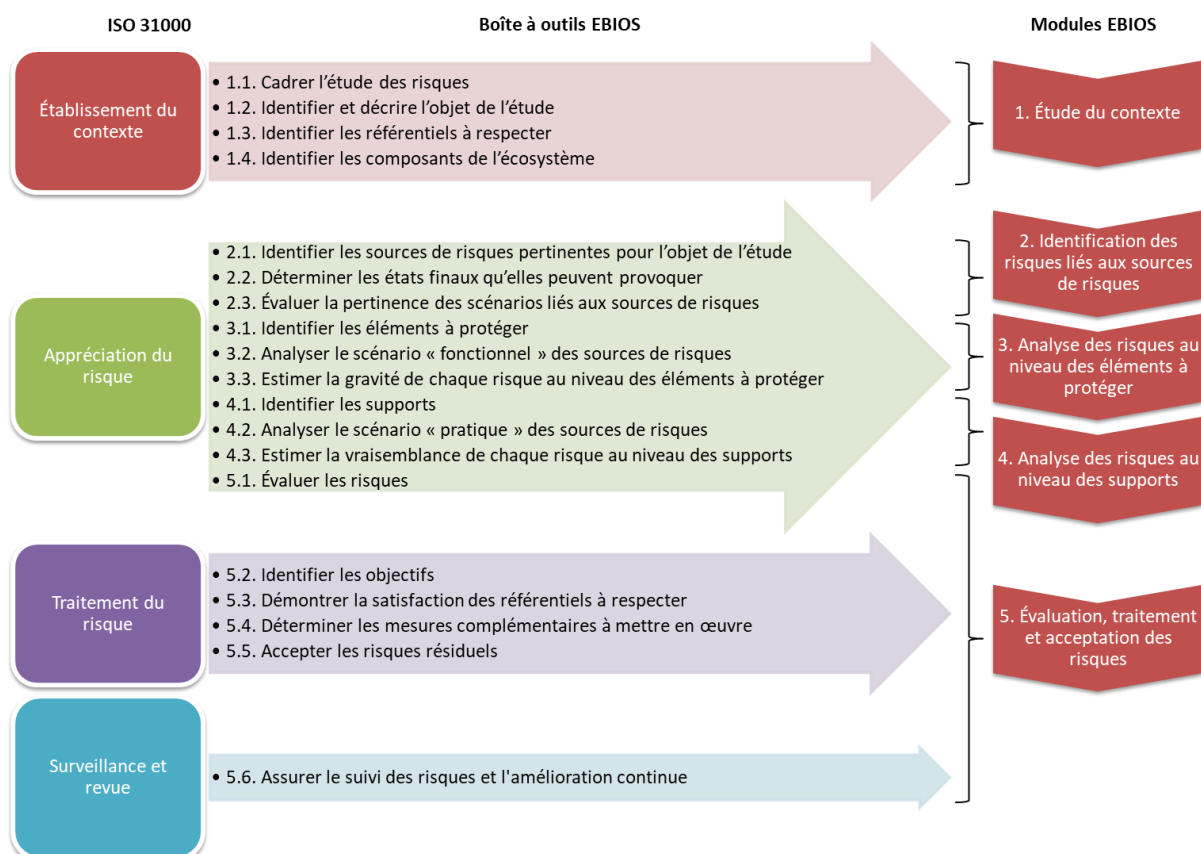 ISO 31000
Boîte à outils EBIOS
Modules EBIOS
Établissement du
contexte
• 1.1. Cadrer l’étude des risques
• 1.2. Identifier et décrire l’objet de l’étude
• 1.3. Identifier les référentiels à respecter
• 1.4. Identifier les composants de l’écosystème
1. Étude du contexte
Appréciation du
risque
• 2.1. Identifier les sources de risques pertinentes pour l’objet de l’étude
• 2.2. Déterminer les états finaux qu’elles peuvent provoquer
• 2.3. Évaluer la pertinence des scénarios liés aux sources de risques
• 3.1. Identifier les éléments à protéger
• 3.2. Analyser le scénario « fonctionnel » des sources de risques
• 3.3. Estimer la gravité de chaque risque au niveau des éléments à protéger
• 4.1. Identifier les supports
• 4.2. Analyser le scénario « pratique » des sources de risques
• 4.3. Estimer la vraisemblance de chaque risque au niveau des supports
• 5.1. Évaluer les risques
2. Identification des
risques liés aux sources
de risques
3. Analyse des risques au
niveau des éléments à
protéger
4. Analyse des risques au
niveau des supports
Traitement du
risque
• 5.2. Identifier les objectifs
• 5.3. Démontrer la satisfaction des référentiels à respecter
• 5.4. Déterminer les mesures complémentaires à mettre en œuvre
• 5.5. Accepter les risques résiduels
5. Évaluation, traitement
et acceptation des
risques
Surveillance et
revue
• 5.6. Assurer le suivi des risques et l'amélioration continue